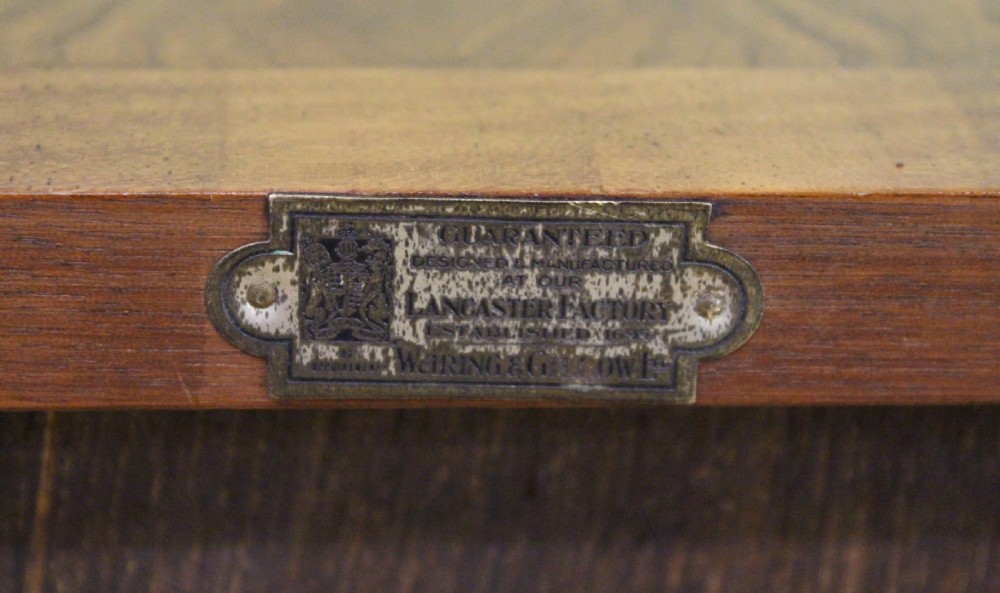 GUARANTEED
DESIGNED & MANUFACTURED
AT OUR
LANCASTER FACTORY
ESTABLISHED
WARING & GILLOW LTD